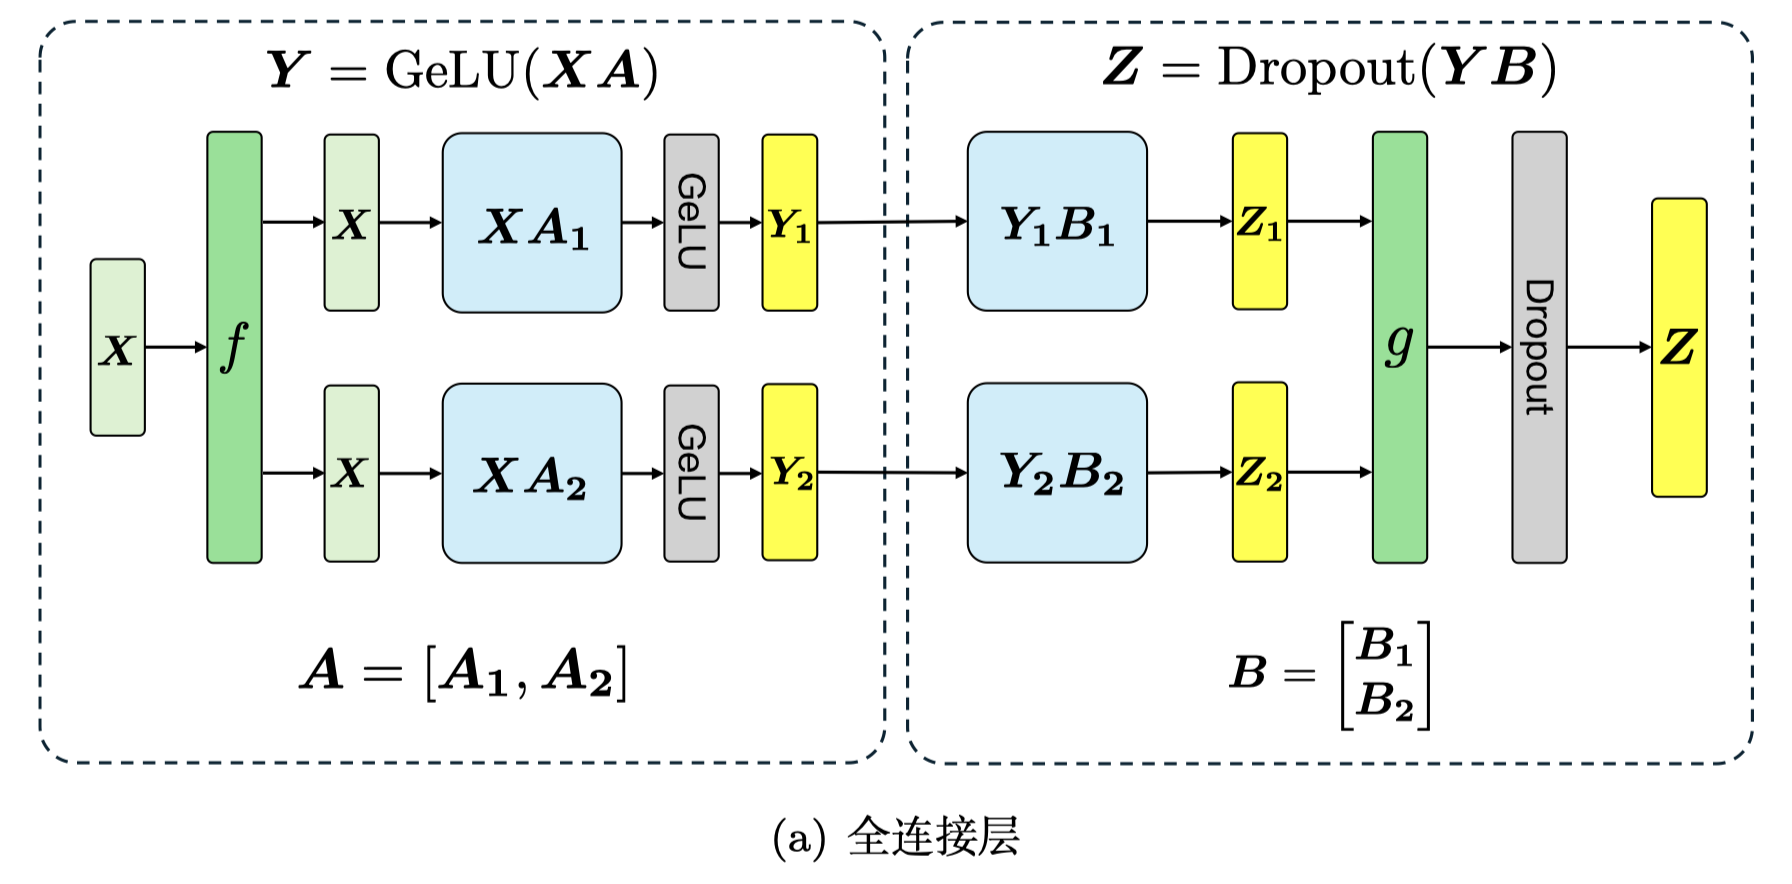 Y = GeLU(XA)
Z = Dropout(YB)
X
f
X
XA₁
GeLU
Y₁
Y₁B₁
Z₁
X
XA₂
GeLU
Y₂
Y₂B₂
Z₂
g
Dropout
Z
A = [A₁, A₂]
B = [B₁
B₂]
(a) 全连接层